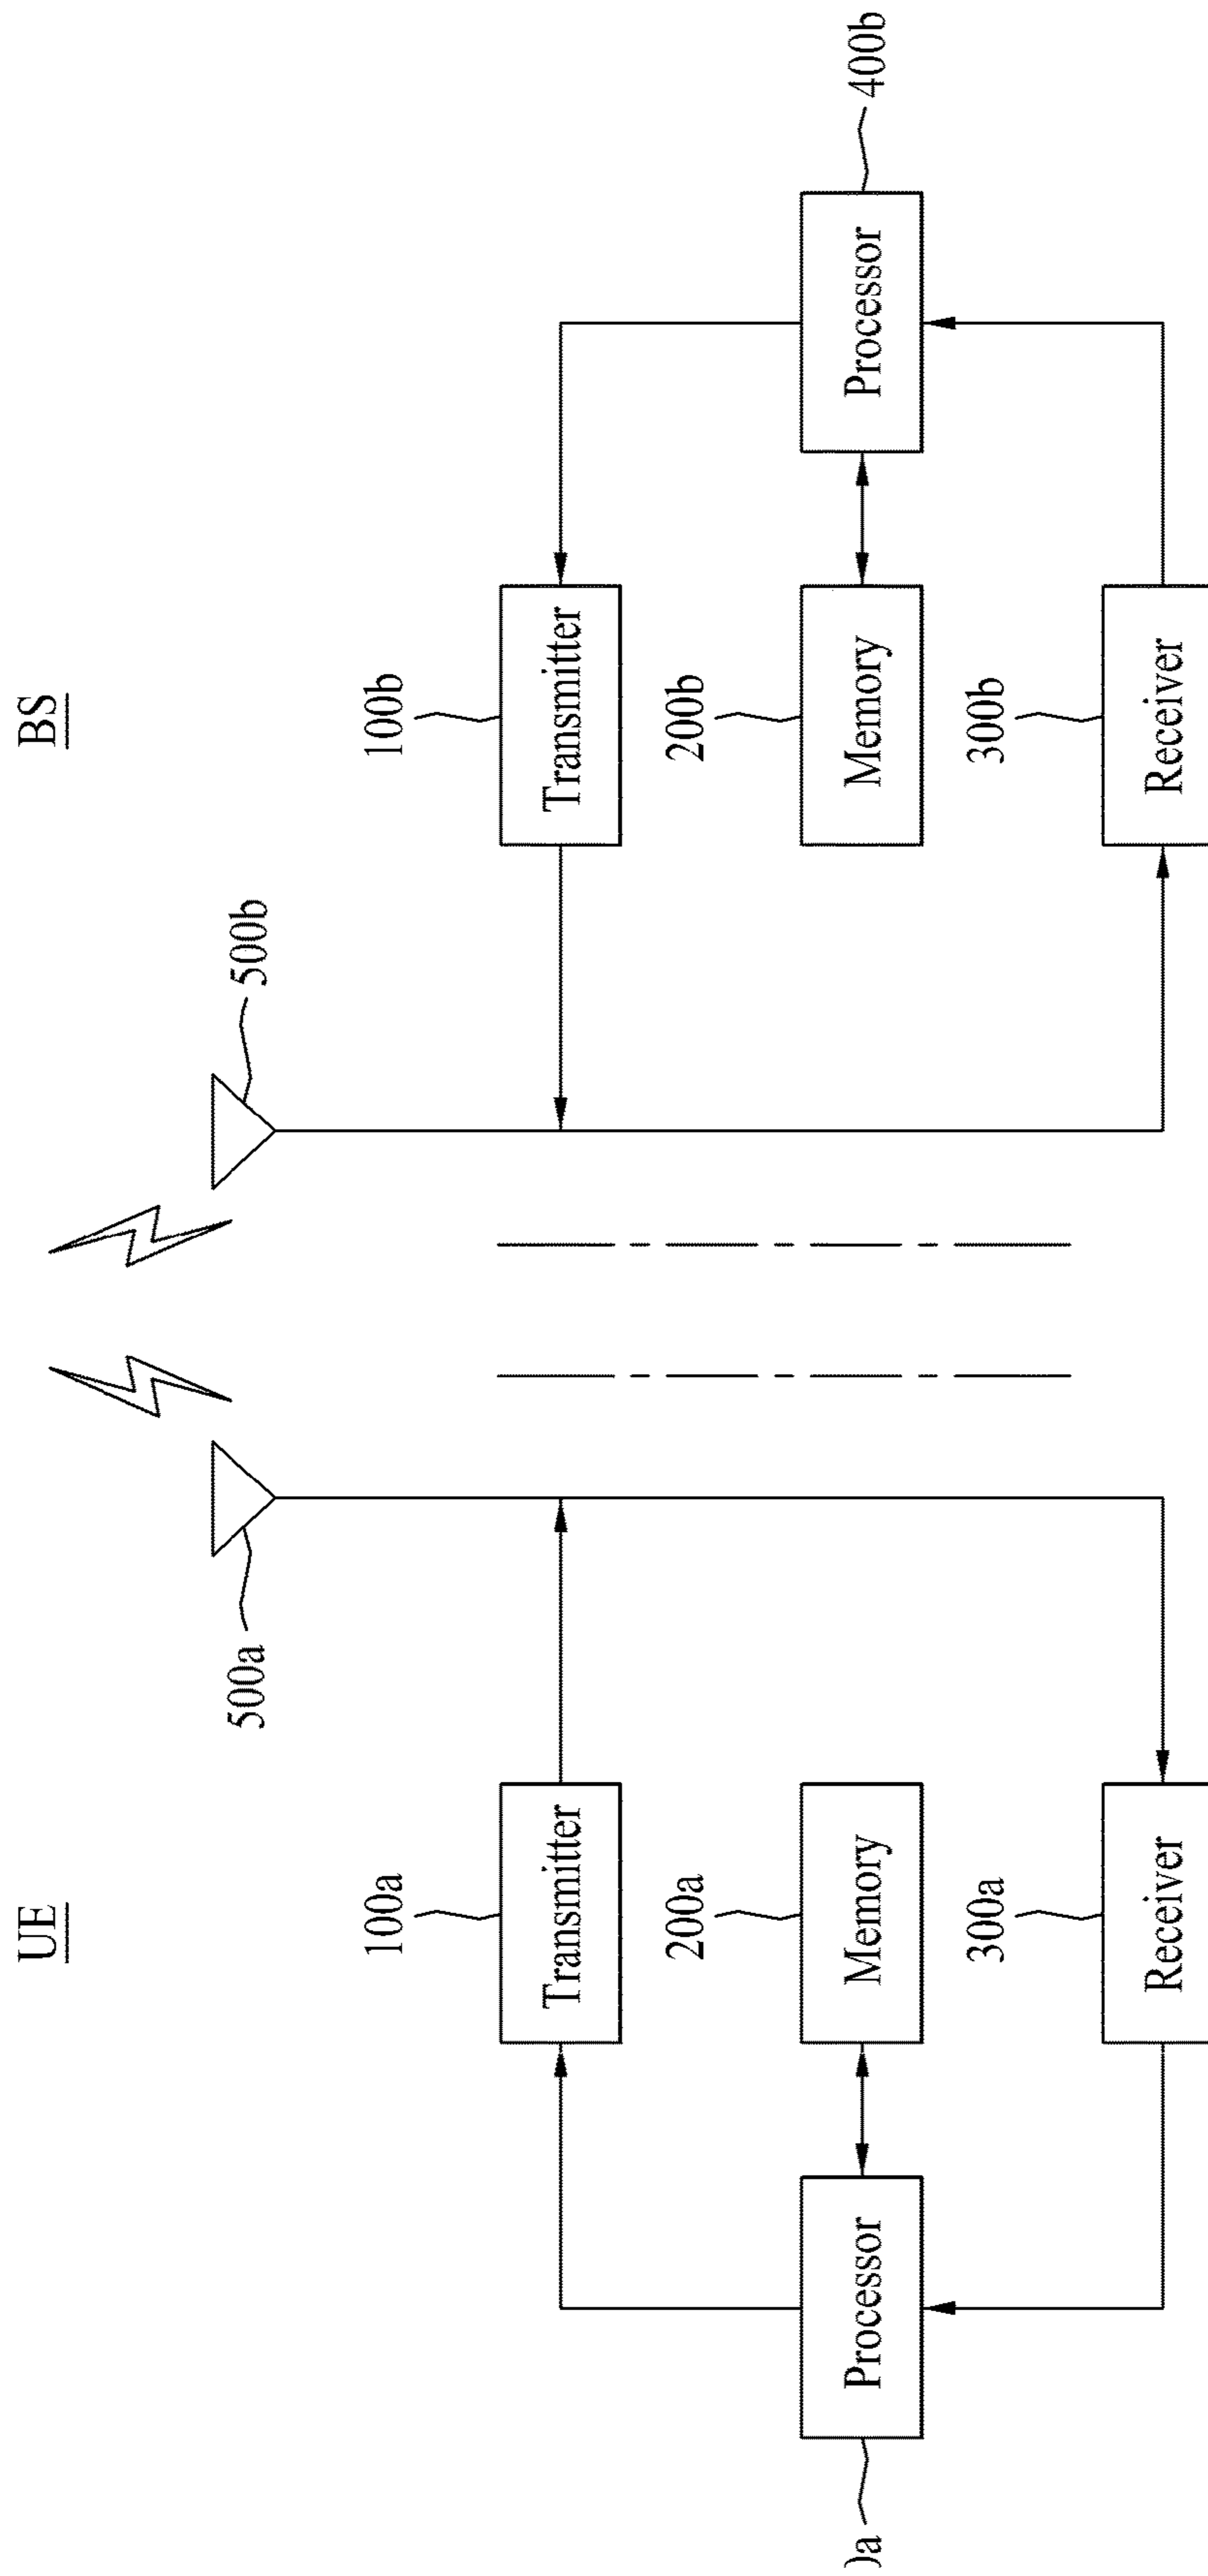 UE
BS
500a
500b
100a
Transmitter
100b
Transmitter
200a
Memory
200b
Memory
Processor
Processor
400b
300a
Receiver
300b
Receiver